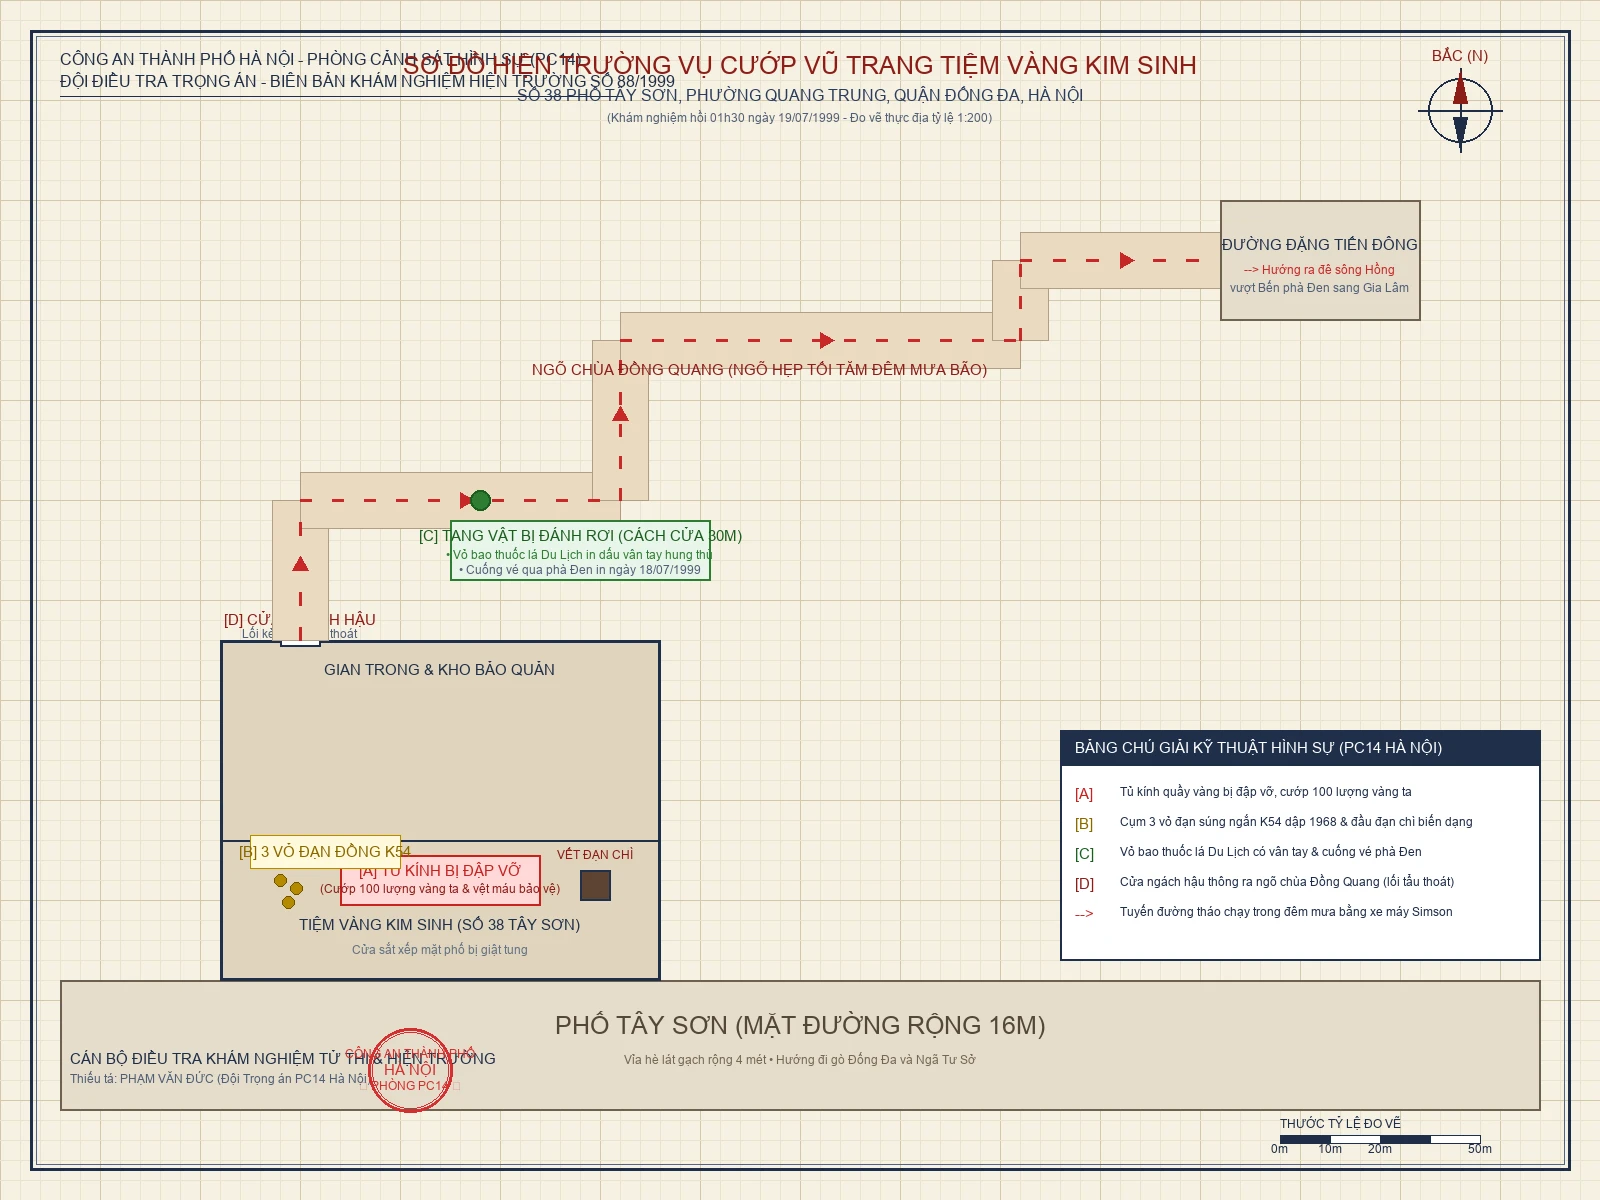 CÔNG AN THÀNH PHỐ HÀ NỘI - PHÒNG CẢNH SÁT HÌNH SỰ (PC14)
ĐỘI ĐIỀU TRA TRỌNG ÁN - BIÊN BẢN KHÁM NGHIỆM HIỆN TRƯỜNG SỐ 88/1999
SƠ ĐỒ HIỆN TRƯỜNG VỤ CƯỚP VŨ TRANG TIỆM VÀNG KIM SINH
SỐ 38 PHỐ TÂY SƠN, PHƯỜNG QUANG TRUNG, QUẬN ĐỐNG ĐA, HÀ NỘI
(Khám nghiệm hồi 01h30 ngày 19/07/1999 - Đo vẽ thực địa tỷ lệ 1:200)
BẮC (N)
ĐƯỜNG ĐẶNG TIẾN ĐÔNG
--> Hướng ra đê sông Hồng
vượt Bến phà Đen sang Gia Lâm
NGÕ CHÙA ĐỒNG QUANG (NGÕ HẸP TỐI TĂM ĐÊM MƯA BÃO)
[C] TANG VẬT BỊ ĐÁNH RƠI (CÁCH CỬA 30M)
• Vỏ bao thuốc lá Du Lịch in dấu vân tay hung thủ
• Cuống vé qua phà Đen in ngày 18/07/1999
[D] CỬ H HẬU
Lối thoát
GIAN TRONG & KHO BẢO QUẢN
[B] 3 VỎ ĐẠN ĐỒNG K54
[A] TỦ KÍNH BỊ ĐẬP VỠ
(Cướp 100 lượng vàng ta & vệt máu bảo vệ)
VẾT ĐẠN CHÌ
TIỆM VÀNG KIM SINH (SỐ 38 TÂY SƠN)
Cửa sắt xếp mặt phố bị giật tung
BẢNG CHÚ GIẢI KỸ THUẬT HÌNH SỰ (PC14 HÀ NỘI)
[A] Tủ kính quầy vàng bị đập vỡ, cướp 100 lượng vàng ta
[B] Cụm 3 vỏ đạn súng ngắn K54 dập 1968 & đầu đạn chì biến dạng
[C] Vỏ bao thuốc lá Du Lịch có vân tay & cuống vé phà Đen
[D] Cửa ngách hậu thông ra ngõ chùa Đồng Quang (lối tẩu thoát)
--> Tuyến đường tháo chạy trong đêm mưa bằng xe máy Simson
PHỐ TÂY SƠN (MẶT ĐƯỜNG RỘNG 16M)
Vỉa hè lát gạch rộng 4 mét • Hướng đi gò Đống Đa và Ngã Tư Sở
CÁN BỘ ĐIỀU TRA KHÁM NGHIỆM TỬ THI & HIỆN TRƯỜNG
Thiếu tá: PHẠM VĂN ĐỨC (Đội Trọng án PC14 Hà Nội)
CÔNG AN THÀNH PHỐ
HÀ NỘI
PHÒNG PC14
THƯỚC TỶ LỆ ĐO VẼ
0m 10m 20m 50m